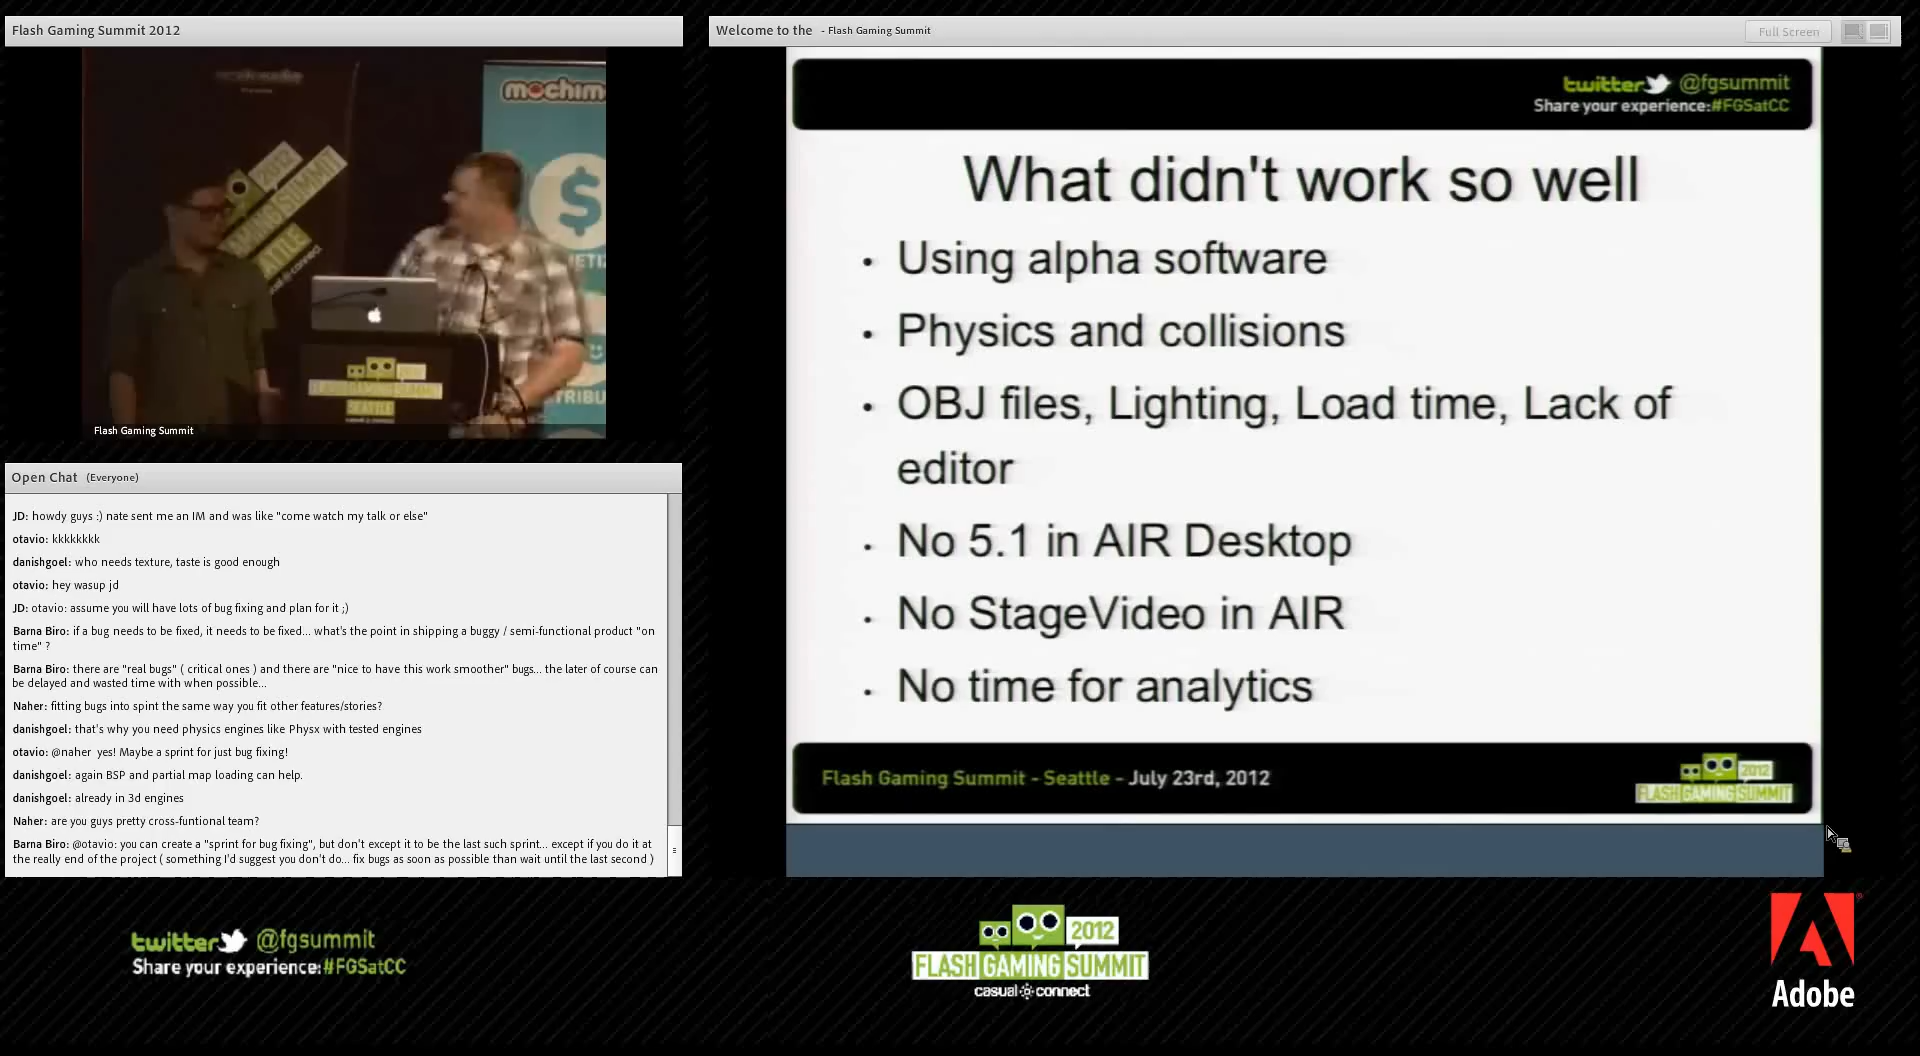 Flash Gaming Summit 2012
mochim
2012
GAMING SUMMIT
$
Flash Gaming Summit
Open Chat (Everyone)
JD: howdy guys :) nate sent me an IM and was like "come watch my talk or else"
otavio: kkkkkkkk
danishgoel: who needs texture, taste is good enough
otavio: hey wasup jd
JD: otavio: assume you will have lots of bug fixing and plan for it ;)
Barna Biro: if a bug needs to be fixed, it needs to be fixed... what's the point in shipping a buggy / semi-functional product "on
time" ?
Barna Biro: there are "real bugs" ( critical ones ) and there are "nice to have this work smoother" bugs... the later of course can
be delayed and wasted time with when possible...
Naher: fitting bugs into spint the same way you fit other features/stories?
danishgoel: that's why you need physics engines like Physx with tested engines
otavio: @naher yes! Maybe a sprint for just bug fixing!
danishgoel: again BSP and partial map loading can help.
danishgoel: already in 3d engines
Naher: are you guys pretty cross-funtional team?
Barna Biro: @otavio: you can create a "sprint for bug fixing", but don't except it to be the last such sprint... except if you do it at
the really end of the project ( something I'd suggest you don't do... fix bugs as soon as possible than wait until the last second )
Welcome to the - Flash Gaming Summit
Full Screen
twitter @fgsummit
Share your experience:#FGSatCC
What didn't work so well
• Using alpha software
• Physics and collisions
• OBJ files, Lighting, Load time, Lack of
editor
• No 5.1 in AIR Desktop
• No StageVideo in AIR
• No time for analytics
Flash Gaming Summit - Seattle - July 23rd, 2012
2012
FLASH GAMING SUMMIT
twitter @fgsummit
Share your experience:#FGSatCC
2012
FLASH GAMING SUMMIT
casual connect
Adobe